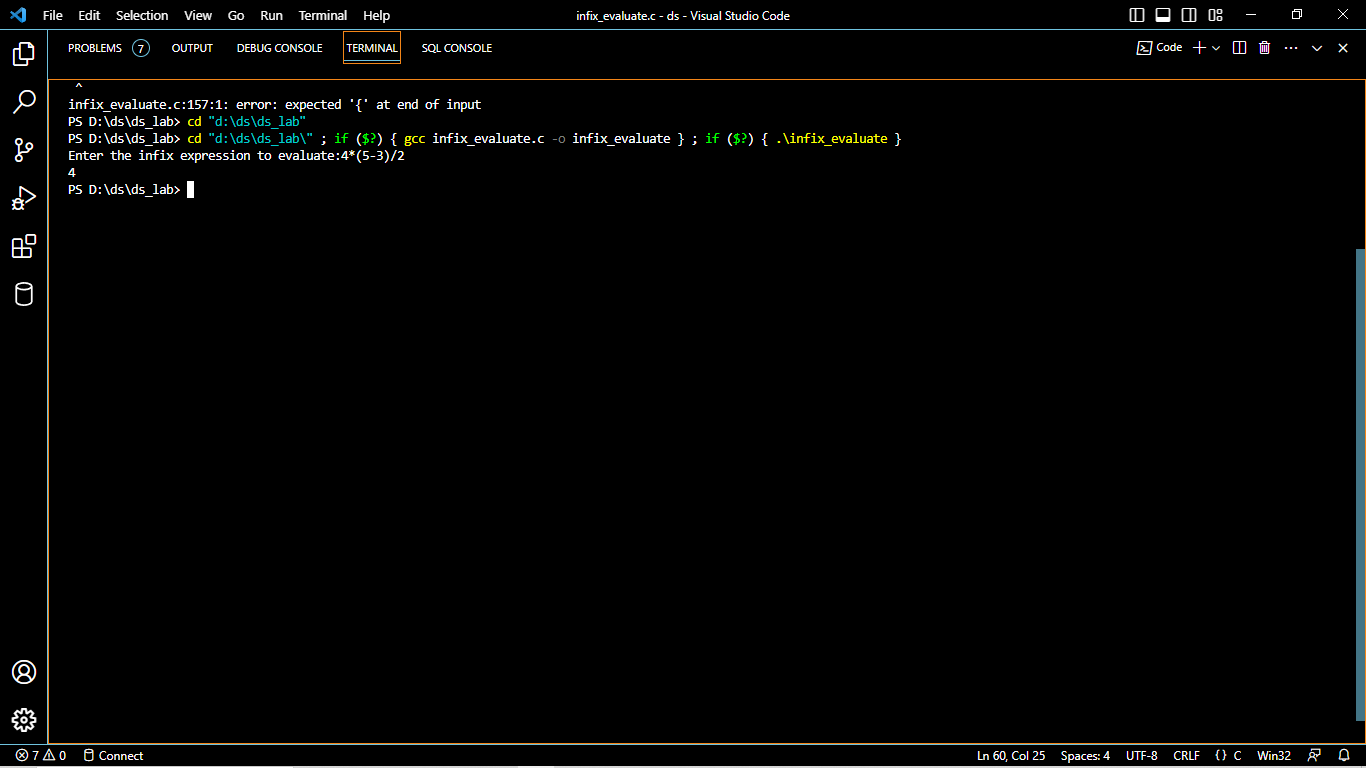 File Edit Selection View Go Run Terminal Help infix_evaluate.c - ds - Visual Studio Code
PROBLEMS 7 OUTPUT DEBUG CONSOLE TERMINAL SQL CONSOLE Code
^
infix_evaluate.c:157:1: error: expected '{' at end of input
PS D:\ds\ds_lab> cd "d:\ds\ds_lab"
PS D:\ds\ds_lab> cd "d:\ds\ds_lab\" ; if ($?) { gcc infix_evaluate.c -o infix_evaluate } ; if ($?) { .\infix_evaluate }
Enter the infix expression to evaluate:4*(5-3)/2
4
PS D:\ds\ds_lab>
7 0 Connect Ln 60, Col 25 Spaces: 4 UTF-8 CRLF {} C Win32